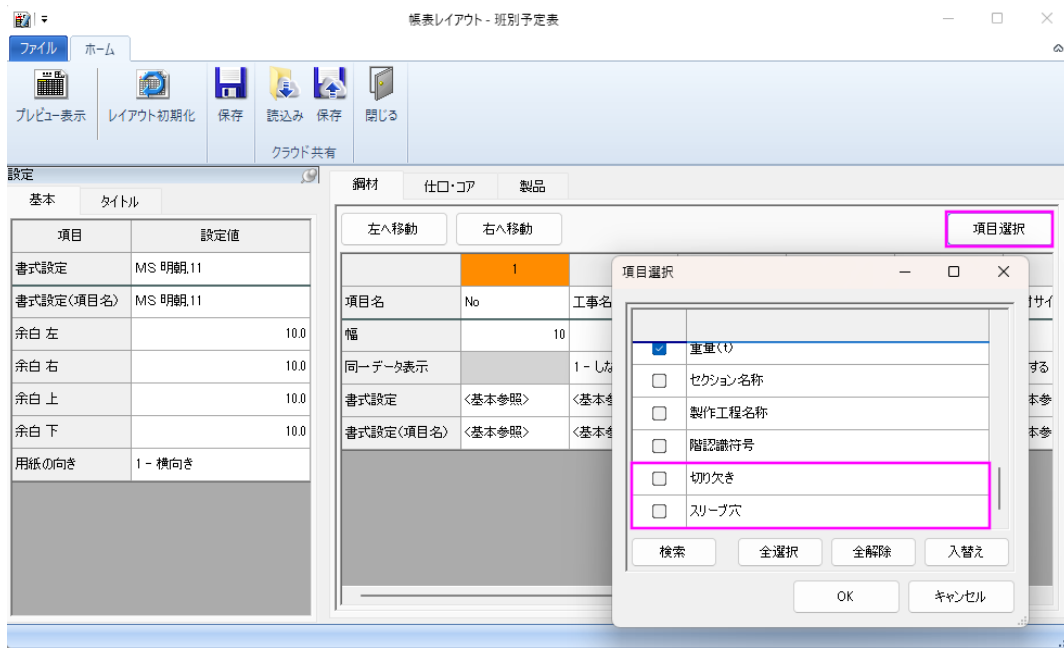 帳表レイアウト - 班別予定表
ファイル ホーム
プレビュー表示 レイアウト初期化 保存 読込み 保存 閉じる
クラウド共有
設定
基本 タイトル
項目 設定値
書式設定 MS 明朝,11
書式設定(項目名) MS 明朝,11
余白 左 10.0
余白 右 10.0
余白 上 10.0
余白 下 10.0
用紙の向き 1 - 横向き
鋼材 仕口・コア 製品
左へ移動 右へ移動 項目選択
1
項目名 No 工事名
幅 10
同一データ表示 1 - しな
書式設定 <基本参照> <基本参
書式設定(項目名) <基本参照> <基本参
サイ
する
本参
本参
項目選択
重量(t)
セクション名称
製作工程名称
階認識符号
切り欠き
スリーブ穴
検索 全選択 全解除 入替え
OK キャンセル